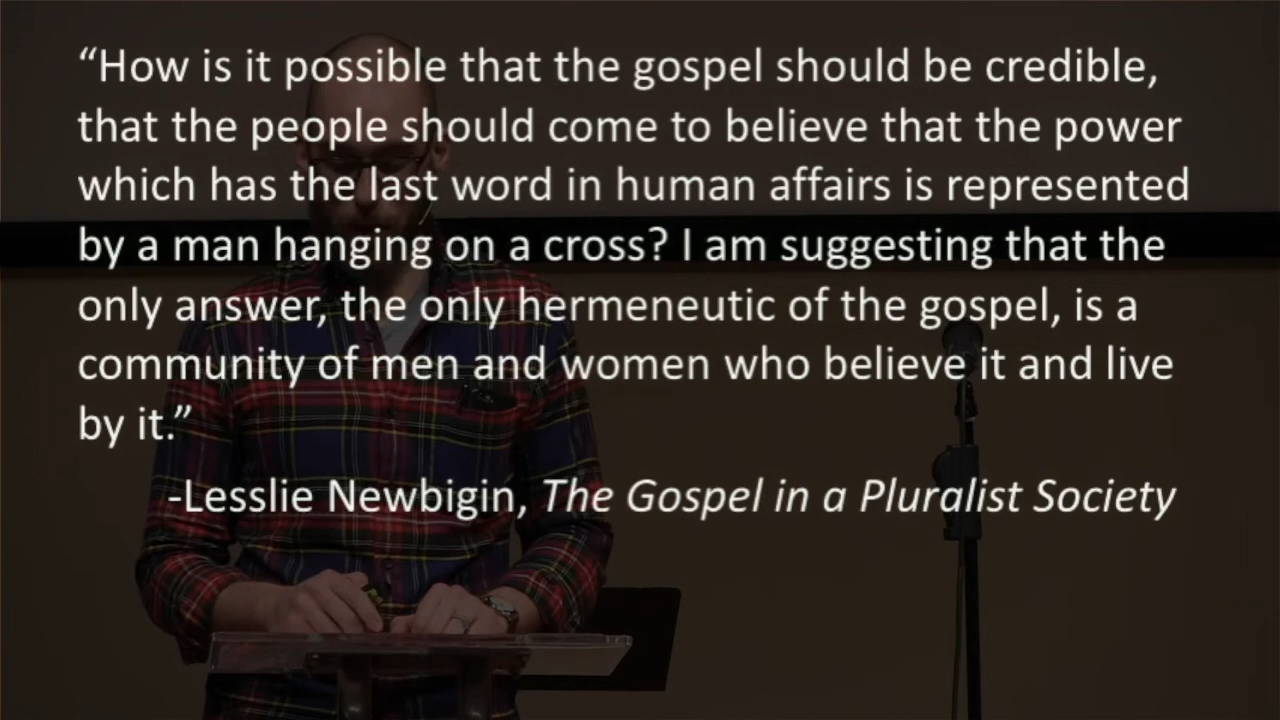 “How is it possible that the gospel should be credible,
that the people should come to believe that the power
which has the last word in human affairs is represented
by a man hanging on a cross? I am suggesting that the
only answer, the only hermeneutic of the gospel, is a
community of men and women who believe it and live
by it.”
-Lesslie Newbigin, The Gospel in a Pluralist Society